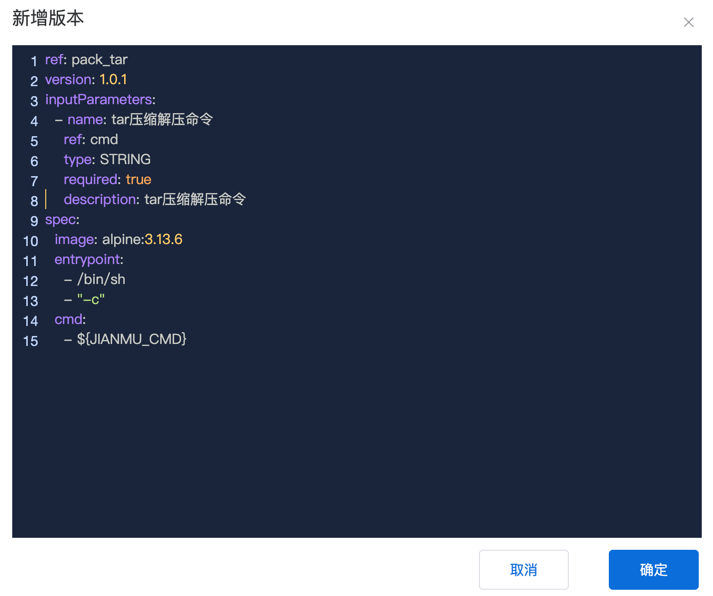 新增版本
1 ref: pack_tar
2 version: 1.0.1
3 inputParameters:
4   - name: tar压缩解压命令
5     ref: cmd
6     type: STRING
7     required: true
8     description: tar压缩解压命令
9 spec:
10   image: alpine:3.13.6
11   entrypoint:
12     - /bin/sh
13     - "-c"
14   cmd:
15     - ${JIANMU_CMD}
取消 确定